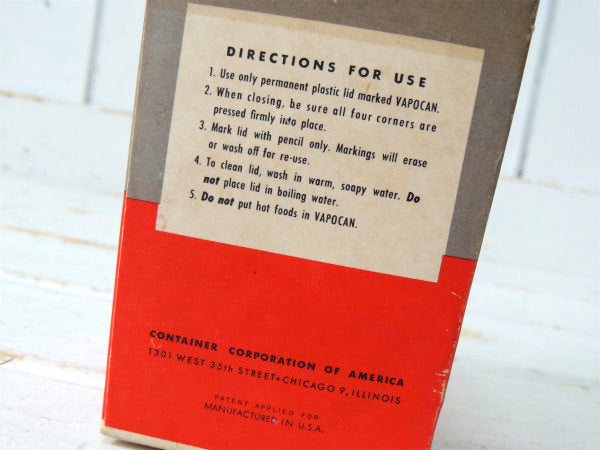 DIRECTIONS FOR USE
1. Use only permanent plastic lid marked VAPOCAN.
2. When closing, be sure all four corners are
pressed firmly into place.
3. Mark lid with pencil only. Markings will erase
or wash off for re-use.
4. To clean lid, wash in warm, soapy water. Do
not place lid in boiling water.
5. Do not put hot foods in VAPOCAN.
CONTAINER CORPORATION OF AMERICA
1301 WEST 35th STREET • CHICAGO 9, ILLINOIS
PATENT APPLIED FOR
MANUFACTURED IN U.S.A.